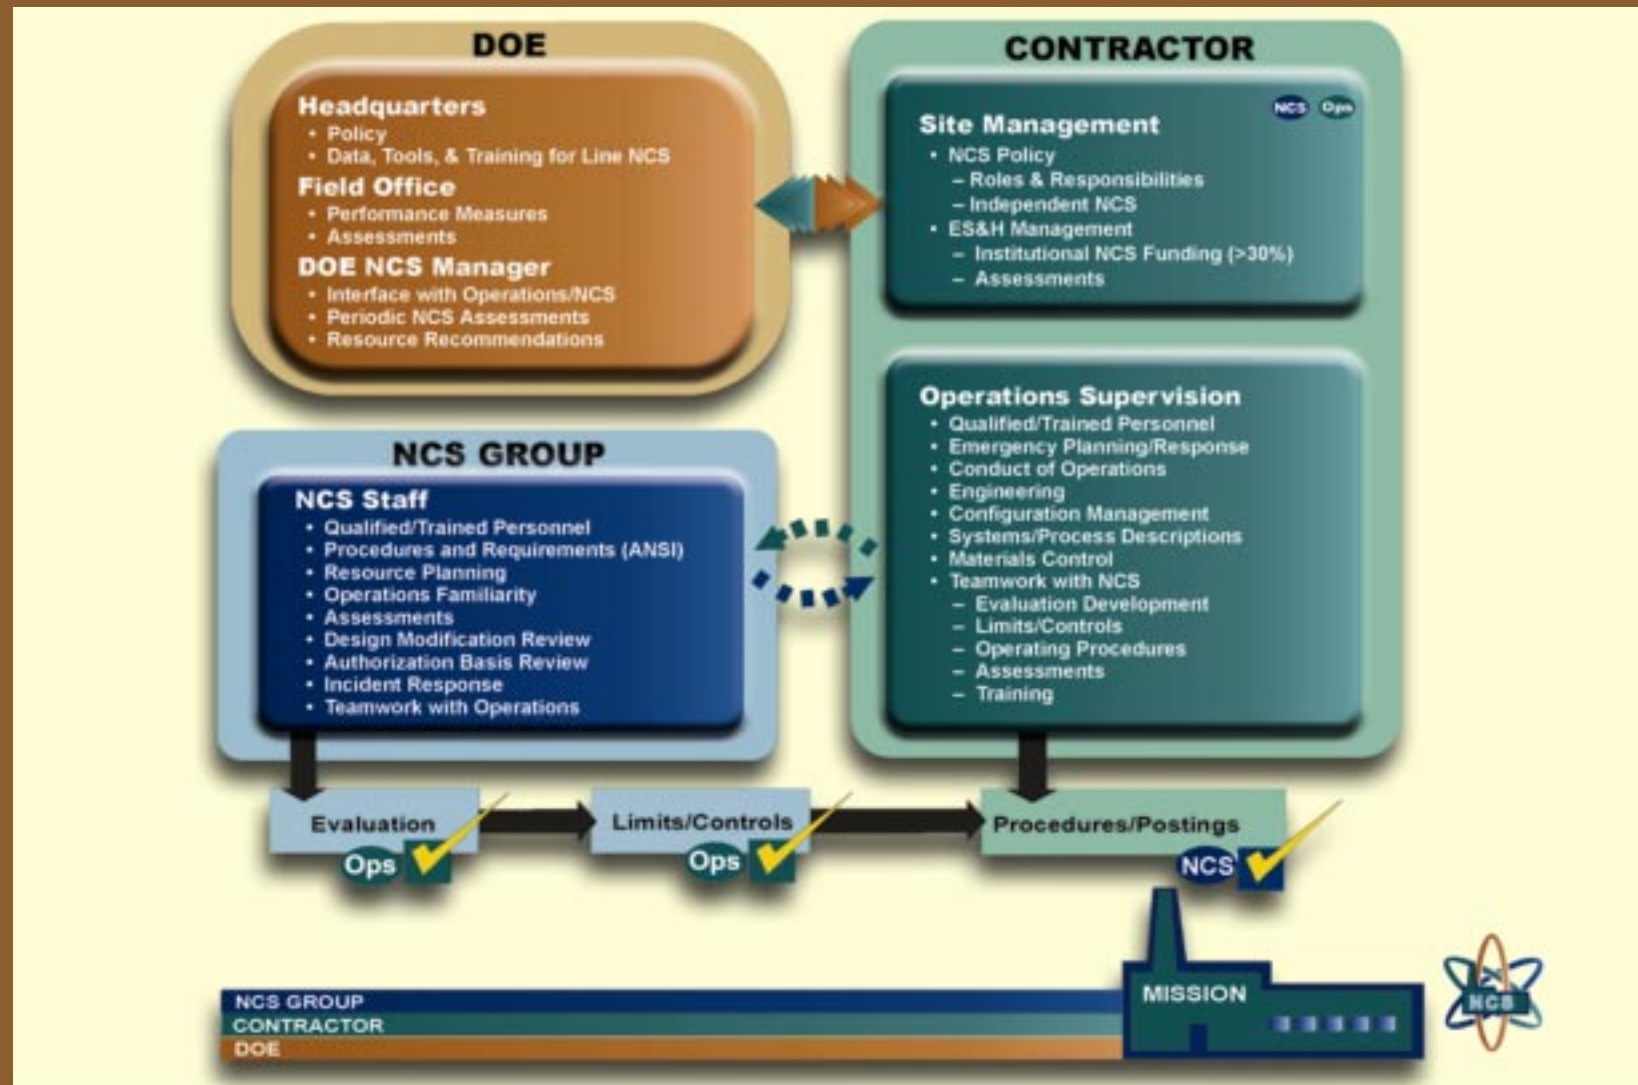 DOE
Headquarters
• Policy
• Data, Tools, & Training for Line NCS
Field Office
• Performance Measures
• Assessments
DOE NCS Manager
• Interface with Operations/NCS
• Periodic NCS Assessments
• Resource Recommendations
CONTRACTOR
NCS Ops
Site Management
• NCS Policy
– Roles & Responsibilities
– Independent NCS
• ES&H Management
– Institutional NCS Funding (>30%)
– Assessments
Operations Supervision
• Qualified/Trained Personnel
• Emergency Planning/Response
• Conduct of Operations
• Engineering
• Configuration Management
• Systems/Process Descriptions
• Materials Control
• Teamwork with NCS
– Evaluation Development
– Limits/Controls
– Operating Procedures
– Assessments
– Training
NCS GROUP
NCS Staff
• Qualified/Trained Personnel
• Procedures and Requirements (ANSI)
• Resource Planning
• Operations Familiarity
• Assessments
• Design Modification Review
• Authorization Basis Review
• Incident Response
• Teamwork with Operations
Evaluation
Ops
Limits/Controls
Ops
Procedures/Postings
NCS
MISSION
NCS GROUP
CONTRACTOR
DOE
NCS